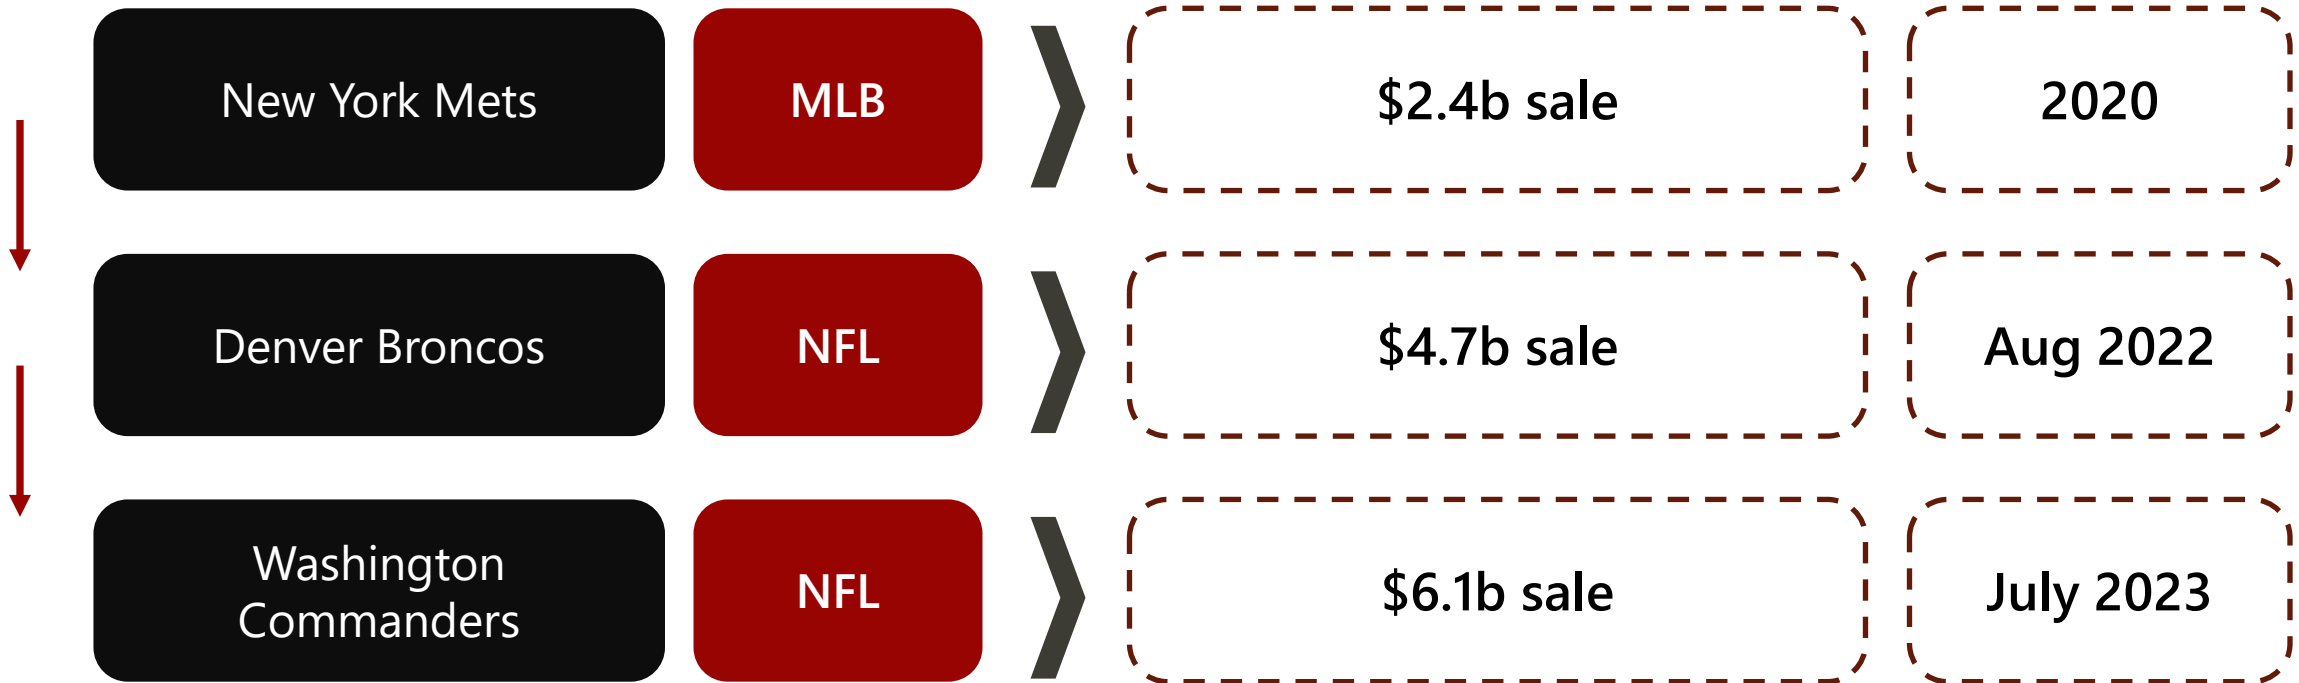 New York Mets
MLB
$2.4b sale
2020
Denver Broncos
NFL
$4.7b sale
Aug 2022
Washington
Commanders
NFL
$6.1b sale
July 2023